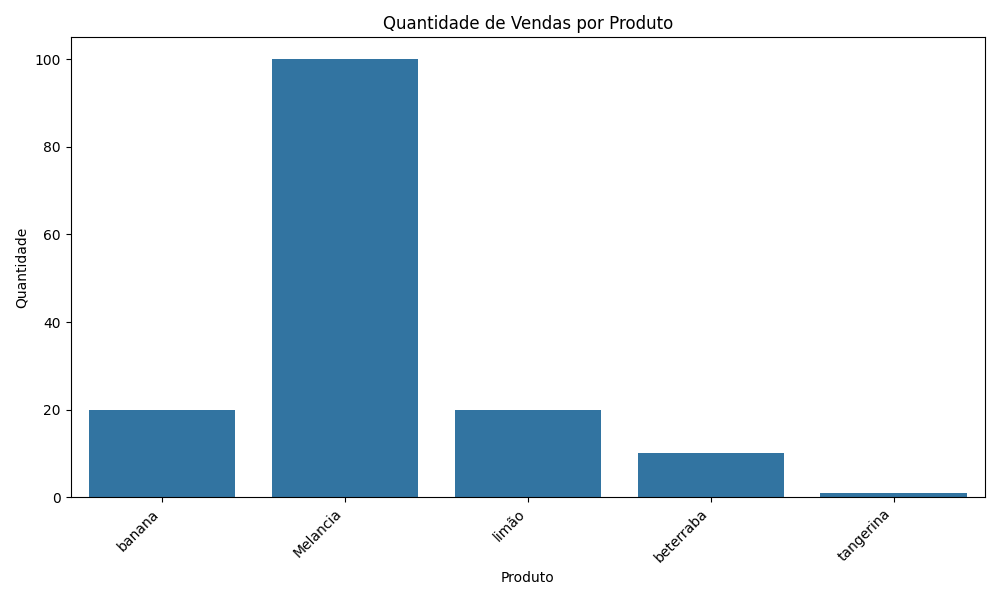 Quantidade de Vendas por Produto
Quantidade
100
80
60
40
20
0
banana
Melancia
limão
beterraba
tangerina
Produto